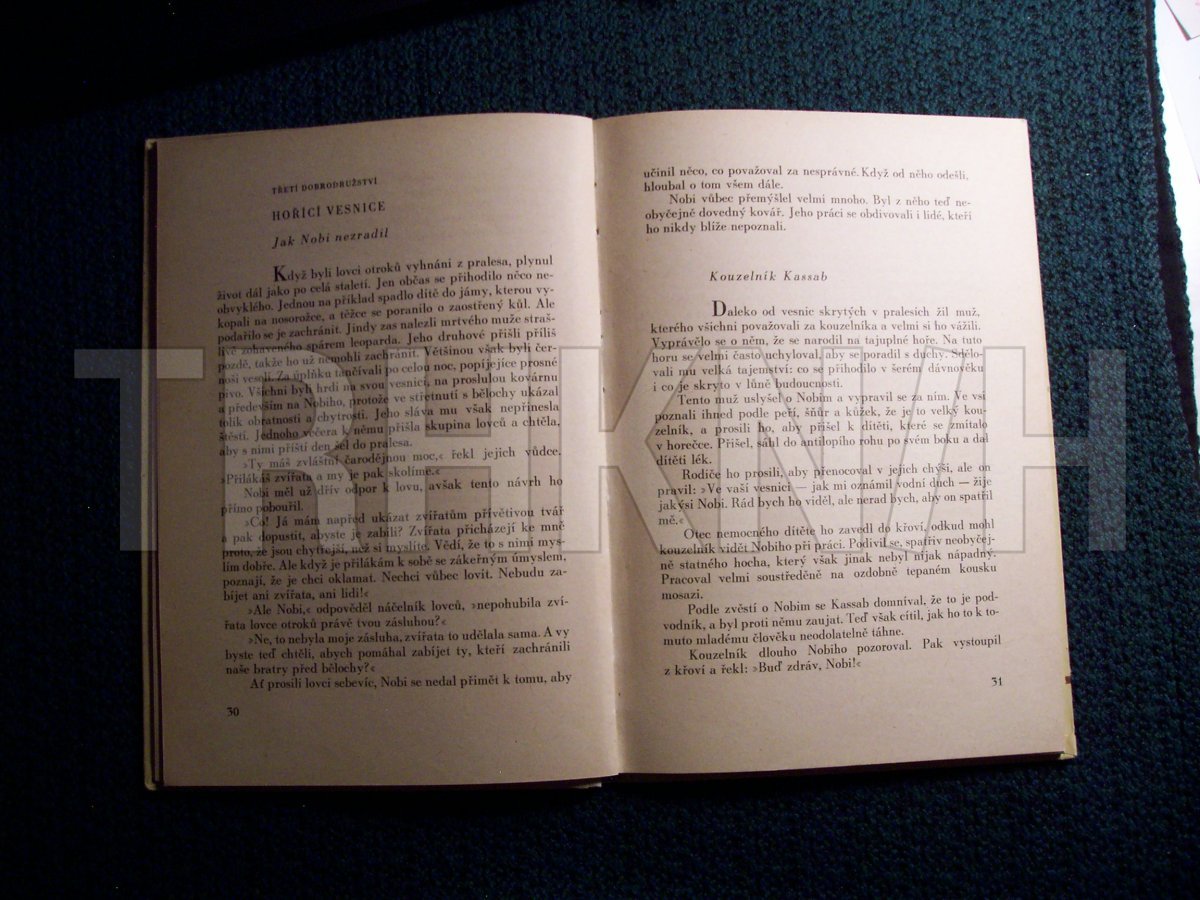 TŘETÍ DOBRODRUŽSTVÍ
HOŘÍCÍ VESNICE
Jak Nobi nezradil
Když byli lovci otroků vyhnáni z pralesa, plynul
život dál jako po celá staletí. Jen občas se přihodilo něco ne-
obvyklého. Jednou na příklad spadlo dítě do jámy, kterou vy-
kopali na nosorožce, a těžce se poranilo o zaostřený kůl. Ale
podařilo se je zachránit. Jindy zas nalezli mrtvého muže straš-
livě zohaveného spárem leoparda. Jeho druhové přišli příliš
pozdě, takže ho už nemohli zachránit. Většinou však byli čer-
noši veselí. Za úplňku tančívali po celou noc, popíjejíce prosné
pivo. Všichni byli hrdi na svou vesnici, na proslulou kovárnu
a především na Nobiho, protože ve střetnutí s bělochy ukázal
tolik obratnosti a chytrosti. Jeho sláva mu však nepřinesla
štěstí. Jednoho večera k němu přišla skupina lovců a chtěla,
aby s nimi příští den šel do pralesa.
»Ty máš zvláštní čarodějnou moc,« řekl jejich vůdce.
»Přilákáš zvířata a my je pak skolíme.«
Nobi měl už dřív odpor k lovu, avšak tento návrh ho
přímo pobouřil.
»Co! Já mám napřed ukázat zvířatům přívětivou tvář
a pak dopustit, abyste je zabili? Zvířata přicházejí ke mně
proto, že jsou chytřejší, než si myslíte. Vědí, že to s nimi mys-
lím dobře. Ale když je přilákám k sobě se zákeřným úmyslem,
poznají, že je chci oklamat. Nechci vůbec lovit. Nebudu za-
bíjet ani zvířata, ani lidi!«
»Ale Nobi,« odpověděl náčelník lovců, »nepohubila zví-
řata lovce otroků právě tvou zásluhou?«
»Ne, to nebyla moje zásluha, zvířata to udělala sama. A vy
byste teď chtěli, abych pomáhal zabíjet ty, kteří zachránili
naše bratry před bělochy?«
Ať prosili lovci sebevíc, Nobi se nedal přimět k tomu, aby
30
učinil něco, co považoval za nesprávné. Když od něho odešli,
hloubal o tom všem dále.
Nobi vůbec přemýšlel velmi mnoho. Byl z něho teď ne-
obyčejně dovedný kovář. Jeho práci se obdivovali i lidé, kteří
ho nikdy blíže nepoznali.
Kouzelník Kassab
Daleko od vesnic skrytých v pralesích žil muž,
kterého všichni považovali za kouzelníka a velmi si ho vážili.
Vyprávělo se o něm, že se narodil na tajuplné hoře. Na tuto
horu se velmi často uchyloval, aby se poradil s duchy. Sdělo-
vali mu velká tajemství: co se přihodilo v šerém dávnověku
i co je skryto v lůně budoucnosti.
Tento muž uslyšel o Nobim a vypravil se za ním. Ve vsi
poznali ihned podle peří, šňůr a kůžek, že je to velký kou-
zelník, a prosili ho, aby přišel k dítěti, které se zmítalo
v horečce. Přišel, sáhl do antilopího rohu po svém boku a dal
dítěti lék.
Rodiče ho prosili, aby přenocoval v jejich chýši, ale on
pravil: »Ve vaší vesnici — jak mi oznámil vodní duch — žije
jakýsi Nobi. Rád bych ho viděl, ale nerad bych, aby on spatřil
mě.«
Otec nemocného dítěte ho zavedl do křoví, odkud mohl
kouzelník vidět Nobiho při práci. Podivil se, spatřiv neobyčej-
ně statného hocha, který však jinak nebyl nijak nápadný.
Pracoval velmi soustředěně na ozdobně tepaném kousku
mosazi.
Podle zvěstí o Nobim se Kassab domníval, že to je pod-
vodník, a byl proti němu zaujat. Teď však cítil, jak ho k to-
muto mladému člověku neodolatelně táhne.
Kouzelník dlouho Nobiho pozoroval. Pak vystoupil
z křoví a řekl: »Buď zdráv, Nobi!«
31
TREKNIH